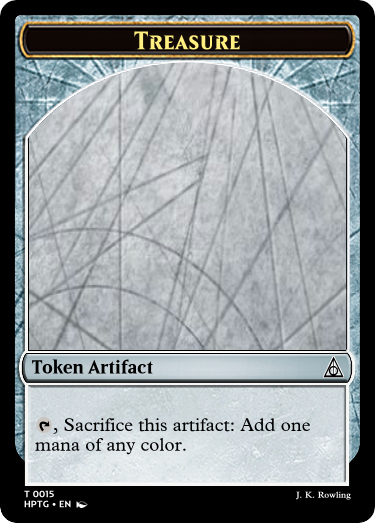 Treasure
Token Artifact
, Sacrifice this artifact: Add one
mana of any color.
T 0015
HPTG • EN
J. K. Rowling